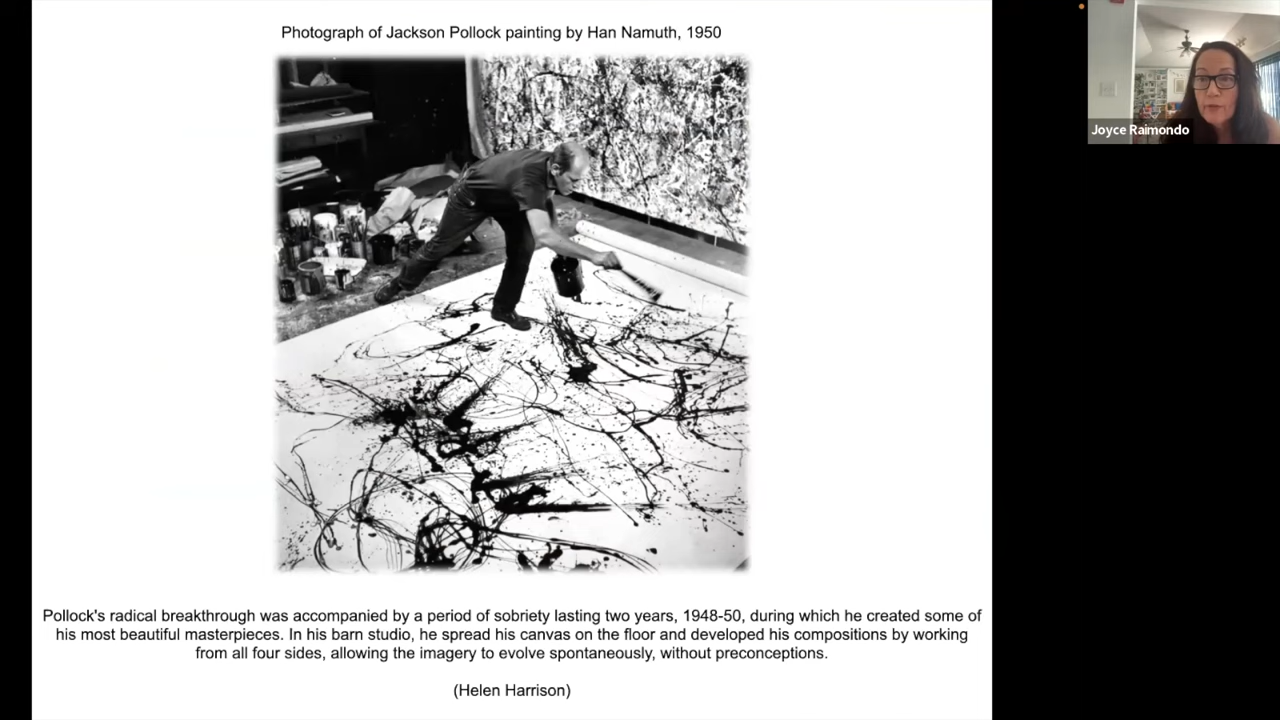 Photograph of Jackson Pollock painting by Han Namuth, 1950
Joyce Raimondo
Pollock's radical breakthrough was accompanied by a period of sobriety lasting two years, 1948-50, during which he created some of
his most beautiful masterpieces. In his barn studio, he spread his canvas on the floor and developed his compositions by working
from all four sides, allowing the imagery to evolve spontaneously, without preconceptions.
(Helen Harrison)